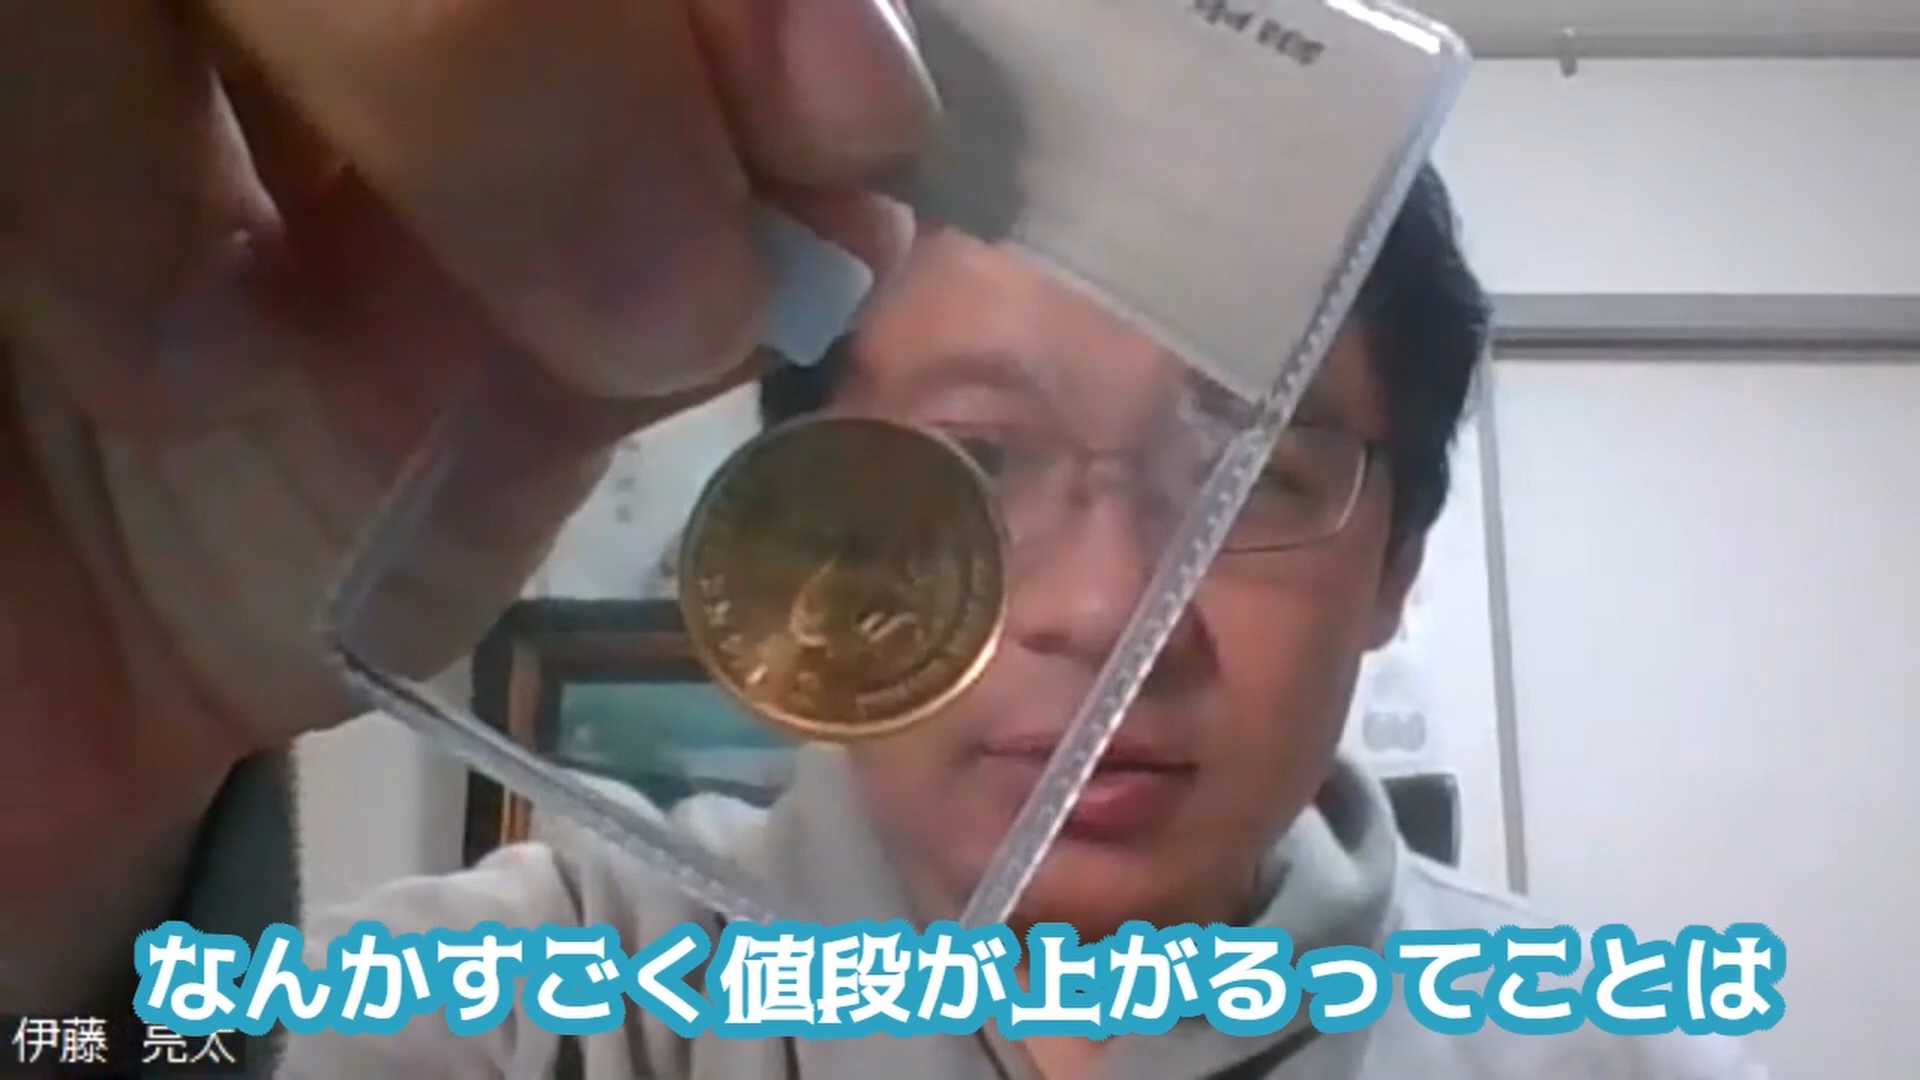 なんかすごく値段が上がるってことは
伊藤 亮太